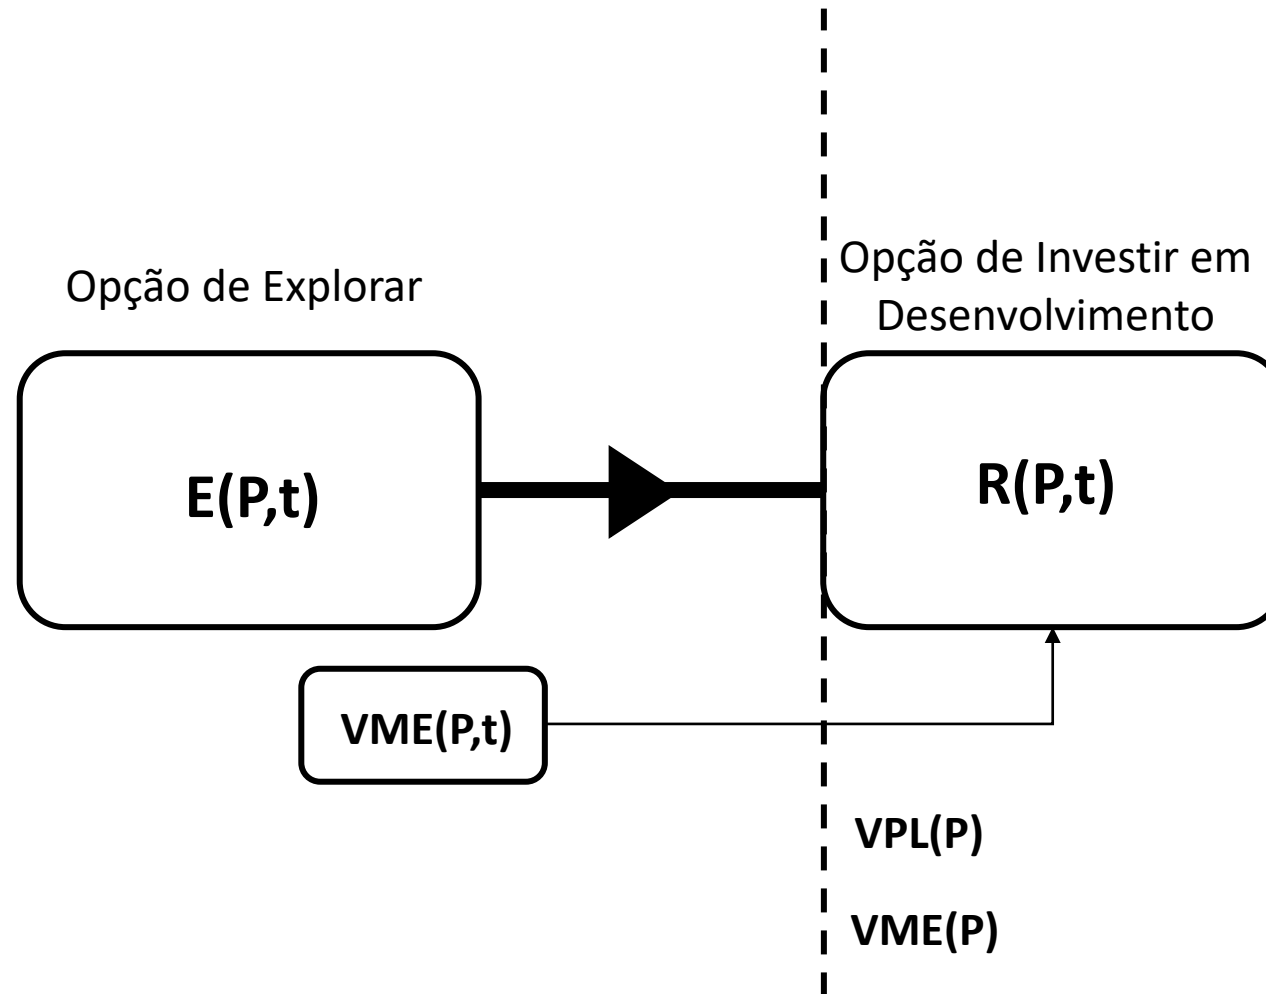 Opção de Explorar
Opção de Investir em
Desenvolvimento
E(P,t)
R(P,t)
VME(P,t)
VPL(P)
VME(P)